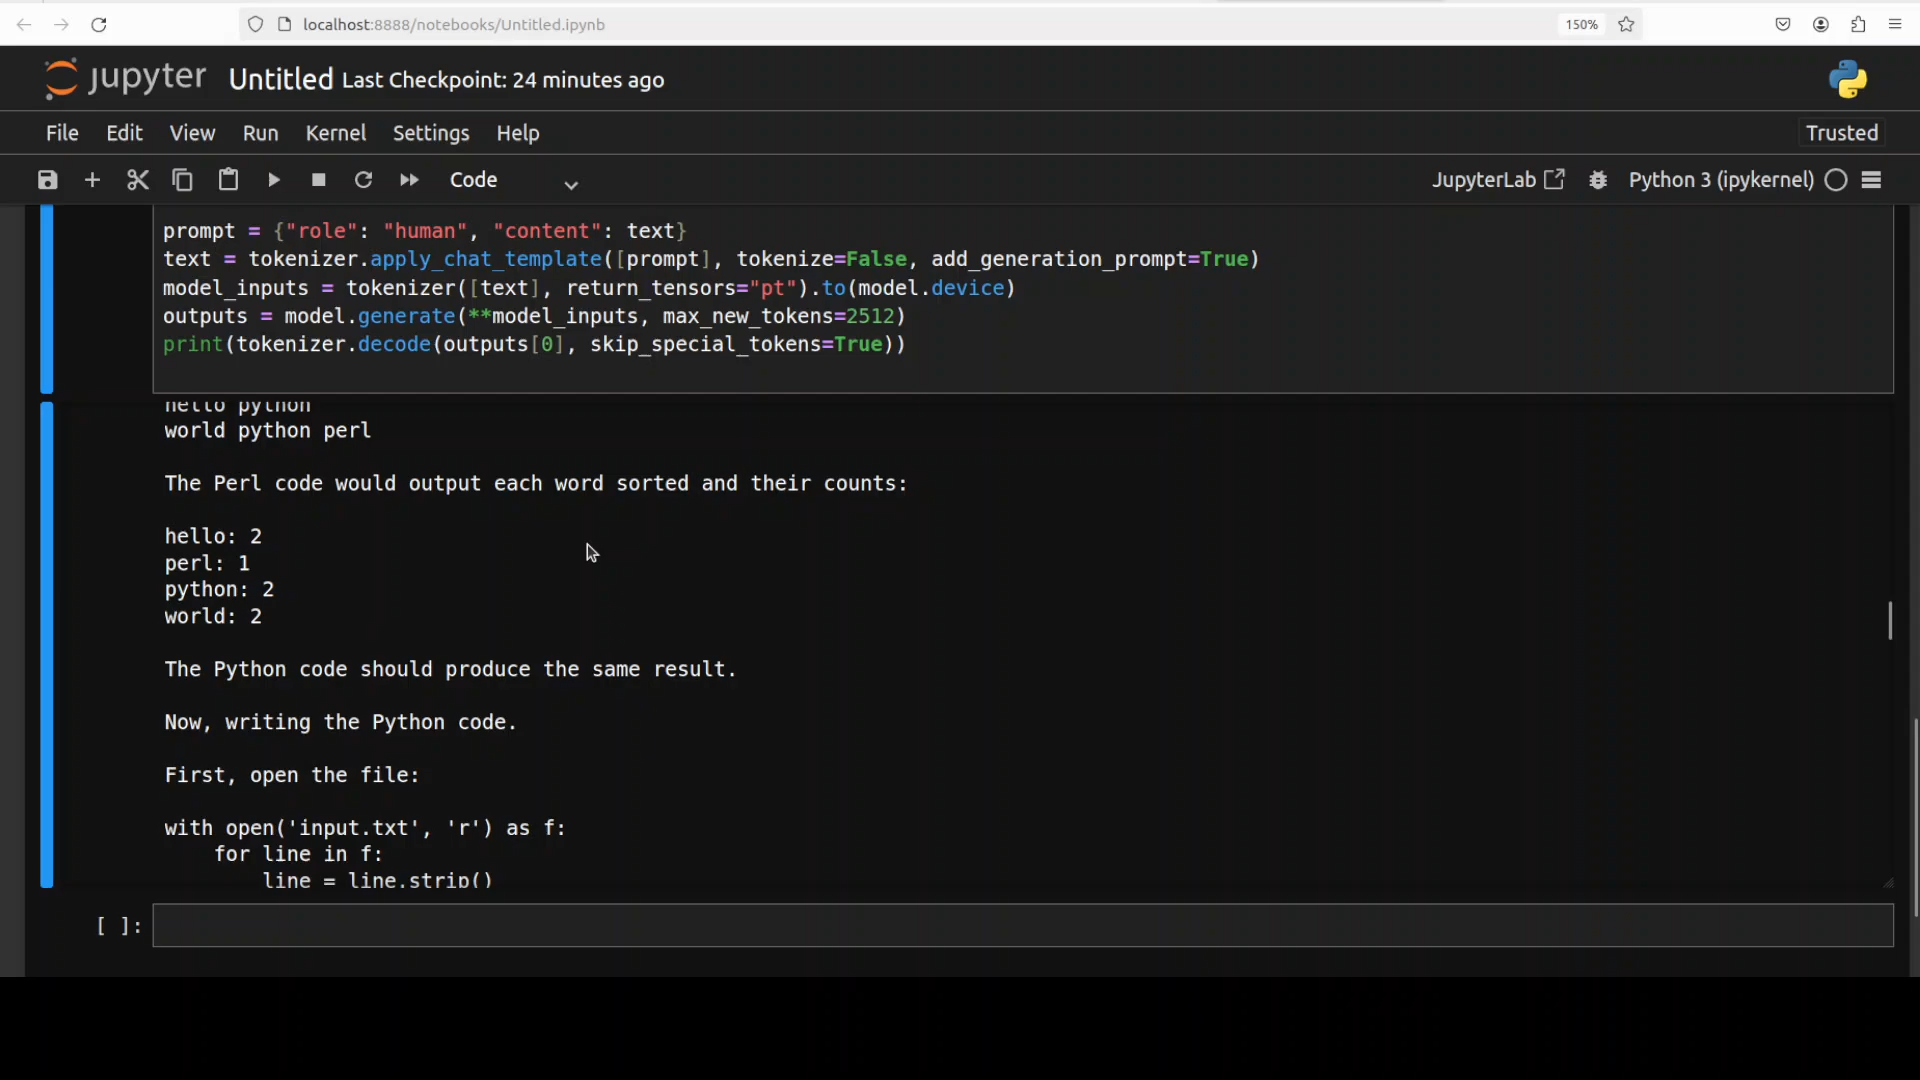 localhost:8888/notebooks/Untitled.ipynb
150%
jupyter Untitled Last Checkpoint: 24 minutes ago
File Edit View Run Kernel Settings Help
Trusted
Code
JupyterLab
Python 3 (ipykernel)
prompt = {"role": "human", "content": text}
text = tokenizer.apply_chat_template([prompt], tokenize=False, add_generation_prompt=True)
model_inputs = tokenizer([text], return_tensors="pt").to(model.device)
outputs = model.generate(**model_inputs, max_new_tokens=2512)
print(tokenizer.decode(outputs[0], skip_special_tokens=True))
hello python
world python perl
The Perl code would output each word sorted and their counts:
hello: 2
perl: 1
python: 2
world: 2
The Python code should produce the same result.
Now, writing the Python code.
First, open the file:
with open('input.txt', 'r') as f:
    for line in f:
        line = line.strip()
[ ]: